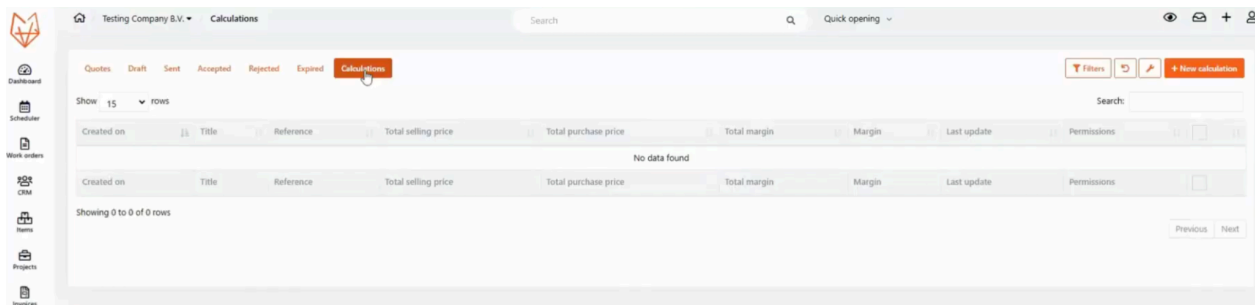 Testing Company B.V. Calculations Search Quick opening
Dashboard
Scheduler
Work orders
CRM
Items
Projects
Invoices
Quotes Draft Sent Accepted Rejected Expired Calculations Filters + New calculation
Show 15 rows Search:
Created on Title Reference Total selling price Total purchase price Total margin Margin Last update Permissions
No data found
Created on Title Reference Total selling price Total purchase price Total margin Margin Last update Permissions
Showing 0 to 0 of 0 rows
Previous Next